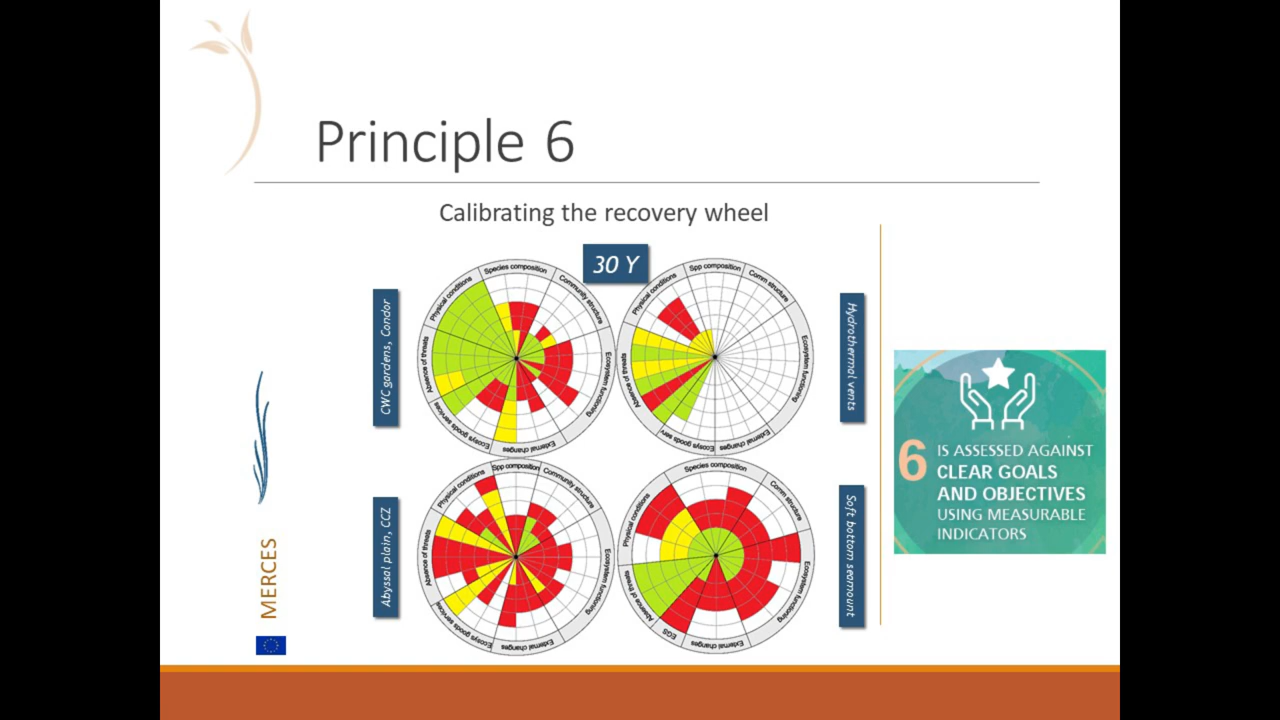 Principle 6
Calibrating the recovery wheel
30 Y
CWC gardens, Condor
Physical conditions
Species composition
Community structure
Ecosystem functioning
External changes
Ecosys goods services
Absence of threats
Hydrothermal vents
Physical conditions
Spp composition
Comm structure
Ecosystem functioning
External changes
Ecosys goods serv
Absence of threats
Abyssal plain, CCZ
Physical conditions
Spp composition
Community structure
Ecosystem functioning
External changes
Ecosys goods services
Absence of threats
Soft bottom seamount
Physical conditions
Species composition
Comm structure
Ecosystem functioning
External changes
EGS
Absence of threats
6
IS ASSESSED AGAINST
CLEAR GOALS
AND OBJECTIVES
USING MEASURABLE
INDICATORS
MERCES